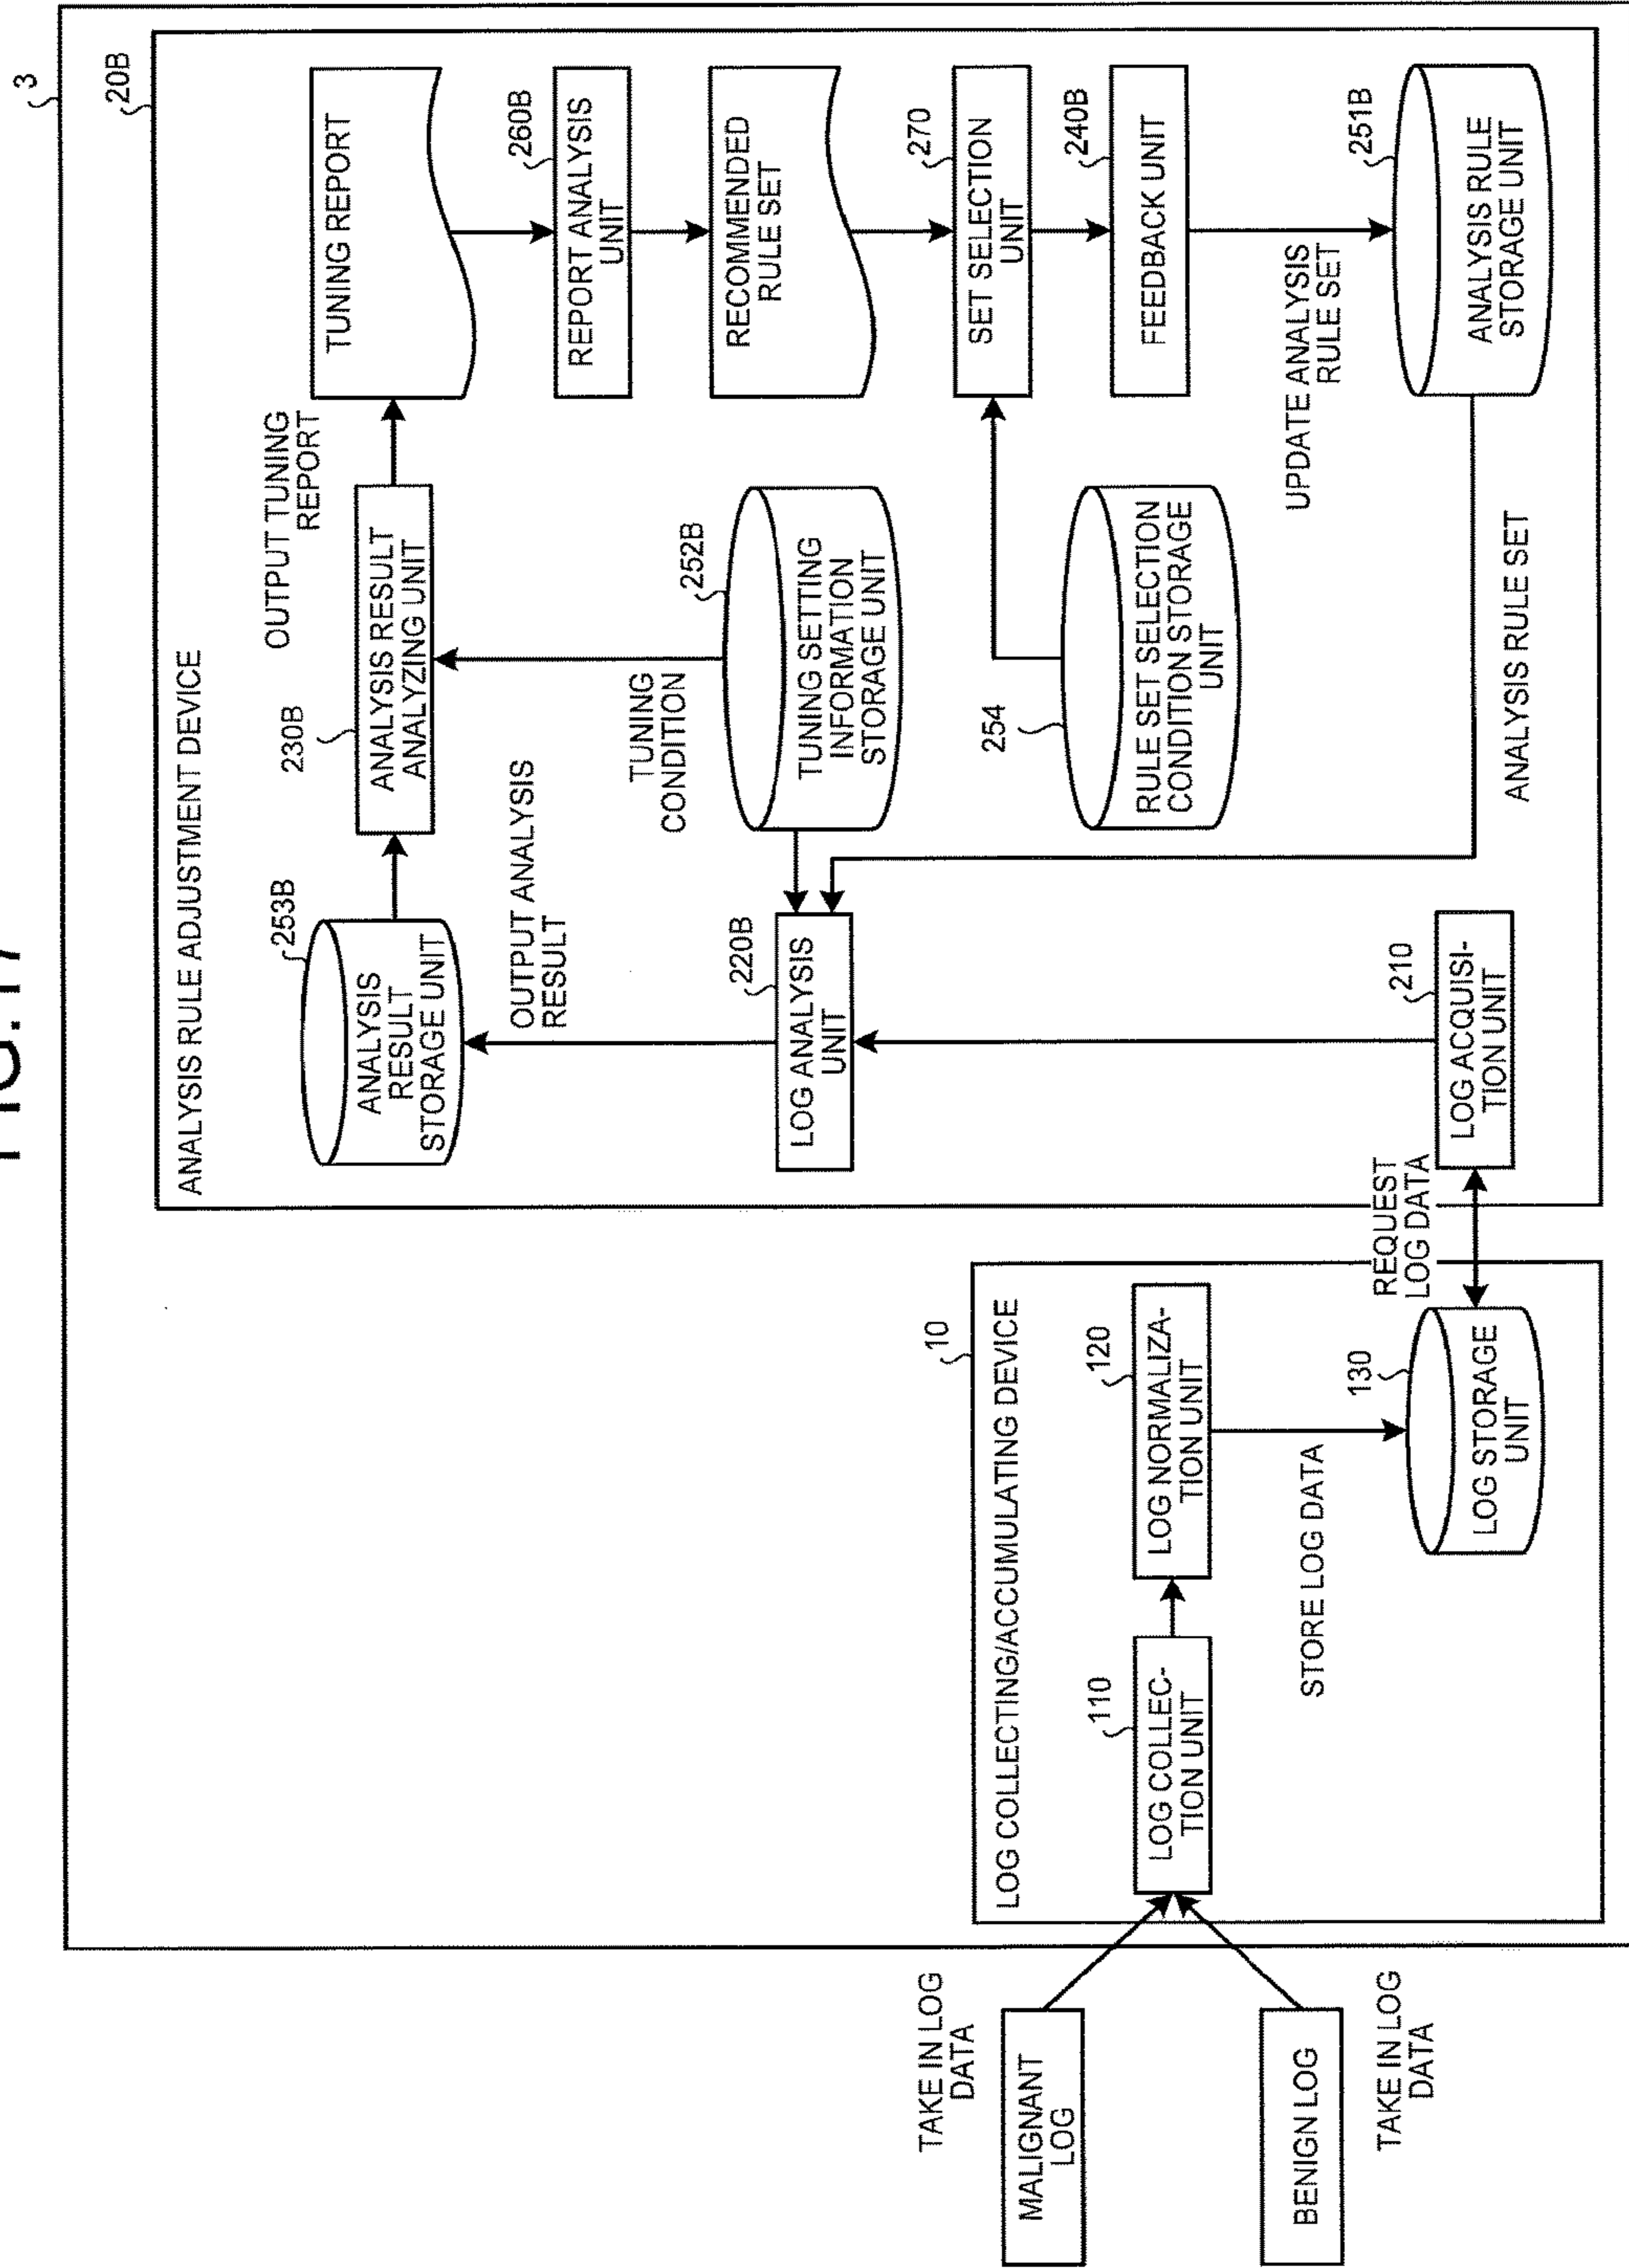 FIG.17
3
20B
ANALYSIS RULE ADJUSTMENT DEVICE
253B
ANALYSIS
RESULT
STORAGE UNIT
230B
ANALYSIS RESULT
ANALYZING UNIT
OUTPUT TUNING
REPORT
TUNING REPORT
260B
REPORT ANALYSIS
UNIT
RECOMMENDED
RULE SET
OUTPUT ANALYSIS
RESULT
TUNING
CONDITION
252B
TUNING SETTING
INFORMATION
STORAGE UNIT
220B
LOG ANALYSIS
UNIT
254
RULE SET SELECTION
CONDITION STORAGE
UNIT
270
SET SELECTION
UNIT
240B
FEEDBACK UNIT
UPDATE ANALYSIS
RULE SET
251B
ANALYSIS RULE
STORAGE UNIT
ANALYSIS RULE SET
210
LOG ACQUISI-
TION UNIT
REQUEST
LOG DATA
10
LOG COLLECTING/ACCUMULATING DEVICE
110
LOG COLLEC-
TION UNIT
120
LOG NORMALIZA-
TION UNIT
STORE LOG DATA
130
LOG STORAGE
UNIT
TAKE IN LOG
DATA
MALIGNANT
LOG
BENIGN LOG
TAKE IN LOG
DATA